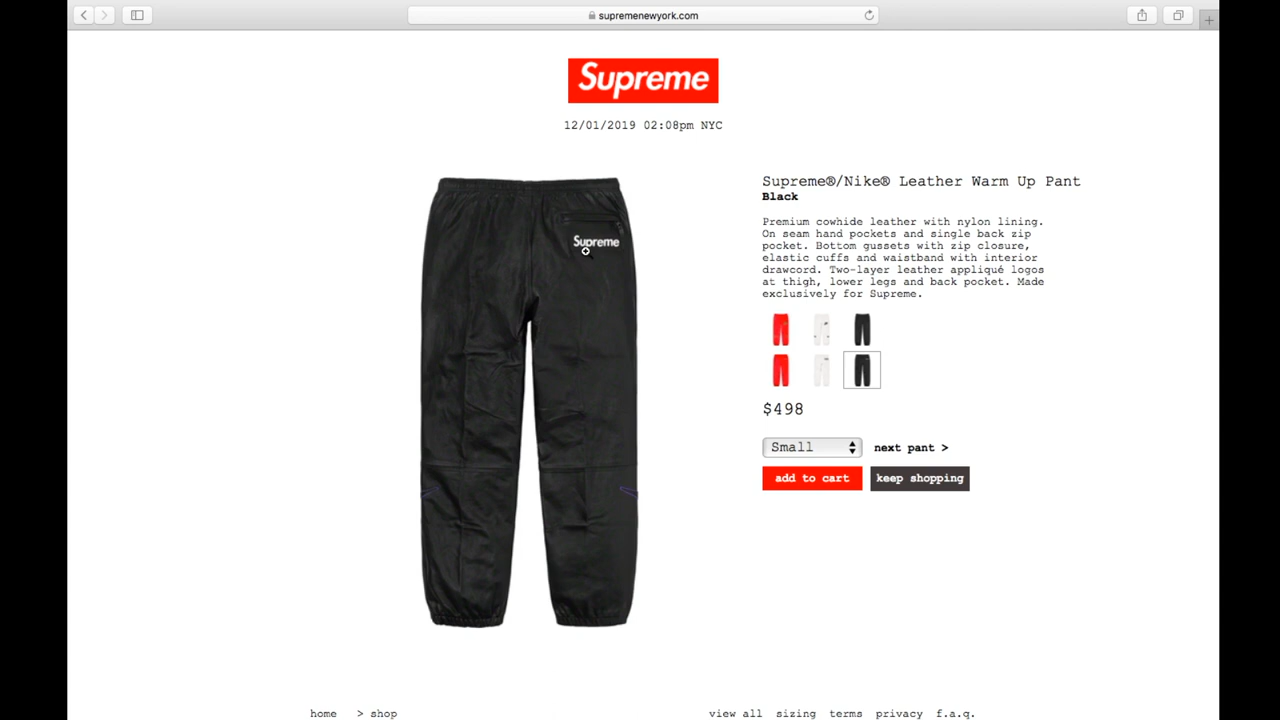 supremenewyork.com
Supreme
12/01/2019 02:08pm NYC
Supreme
Supreme®/Nike® Leather Warm Up Pant
Black
Premium cowhide leather with nylon lining.
On seam hand pockets and single back zip
pocket. Bottom gussets with zip closure,
elastic cuffs and waistband with interior
drawcord. Two-layer leather appliqué logos
at thigh, lower legs and back pocket. Made
exclusively for Supreme.
$498
Small next pant >
add to cart keep shopping
home > shop view all sizing terms privacy f.a.q.